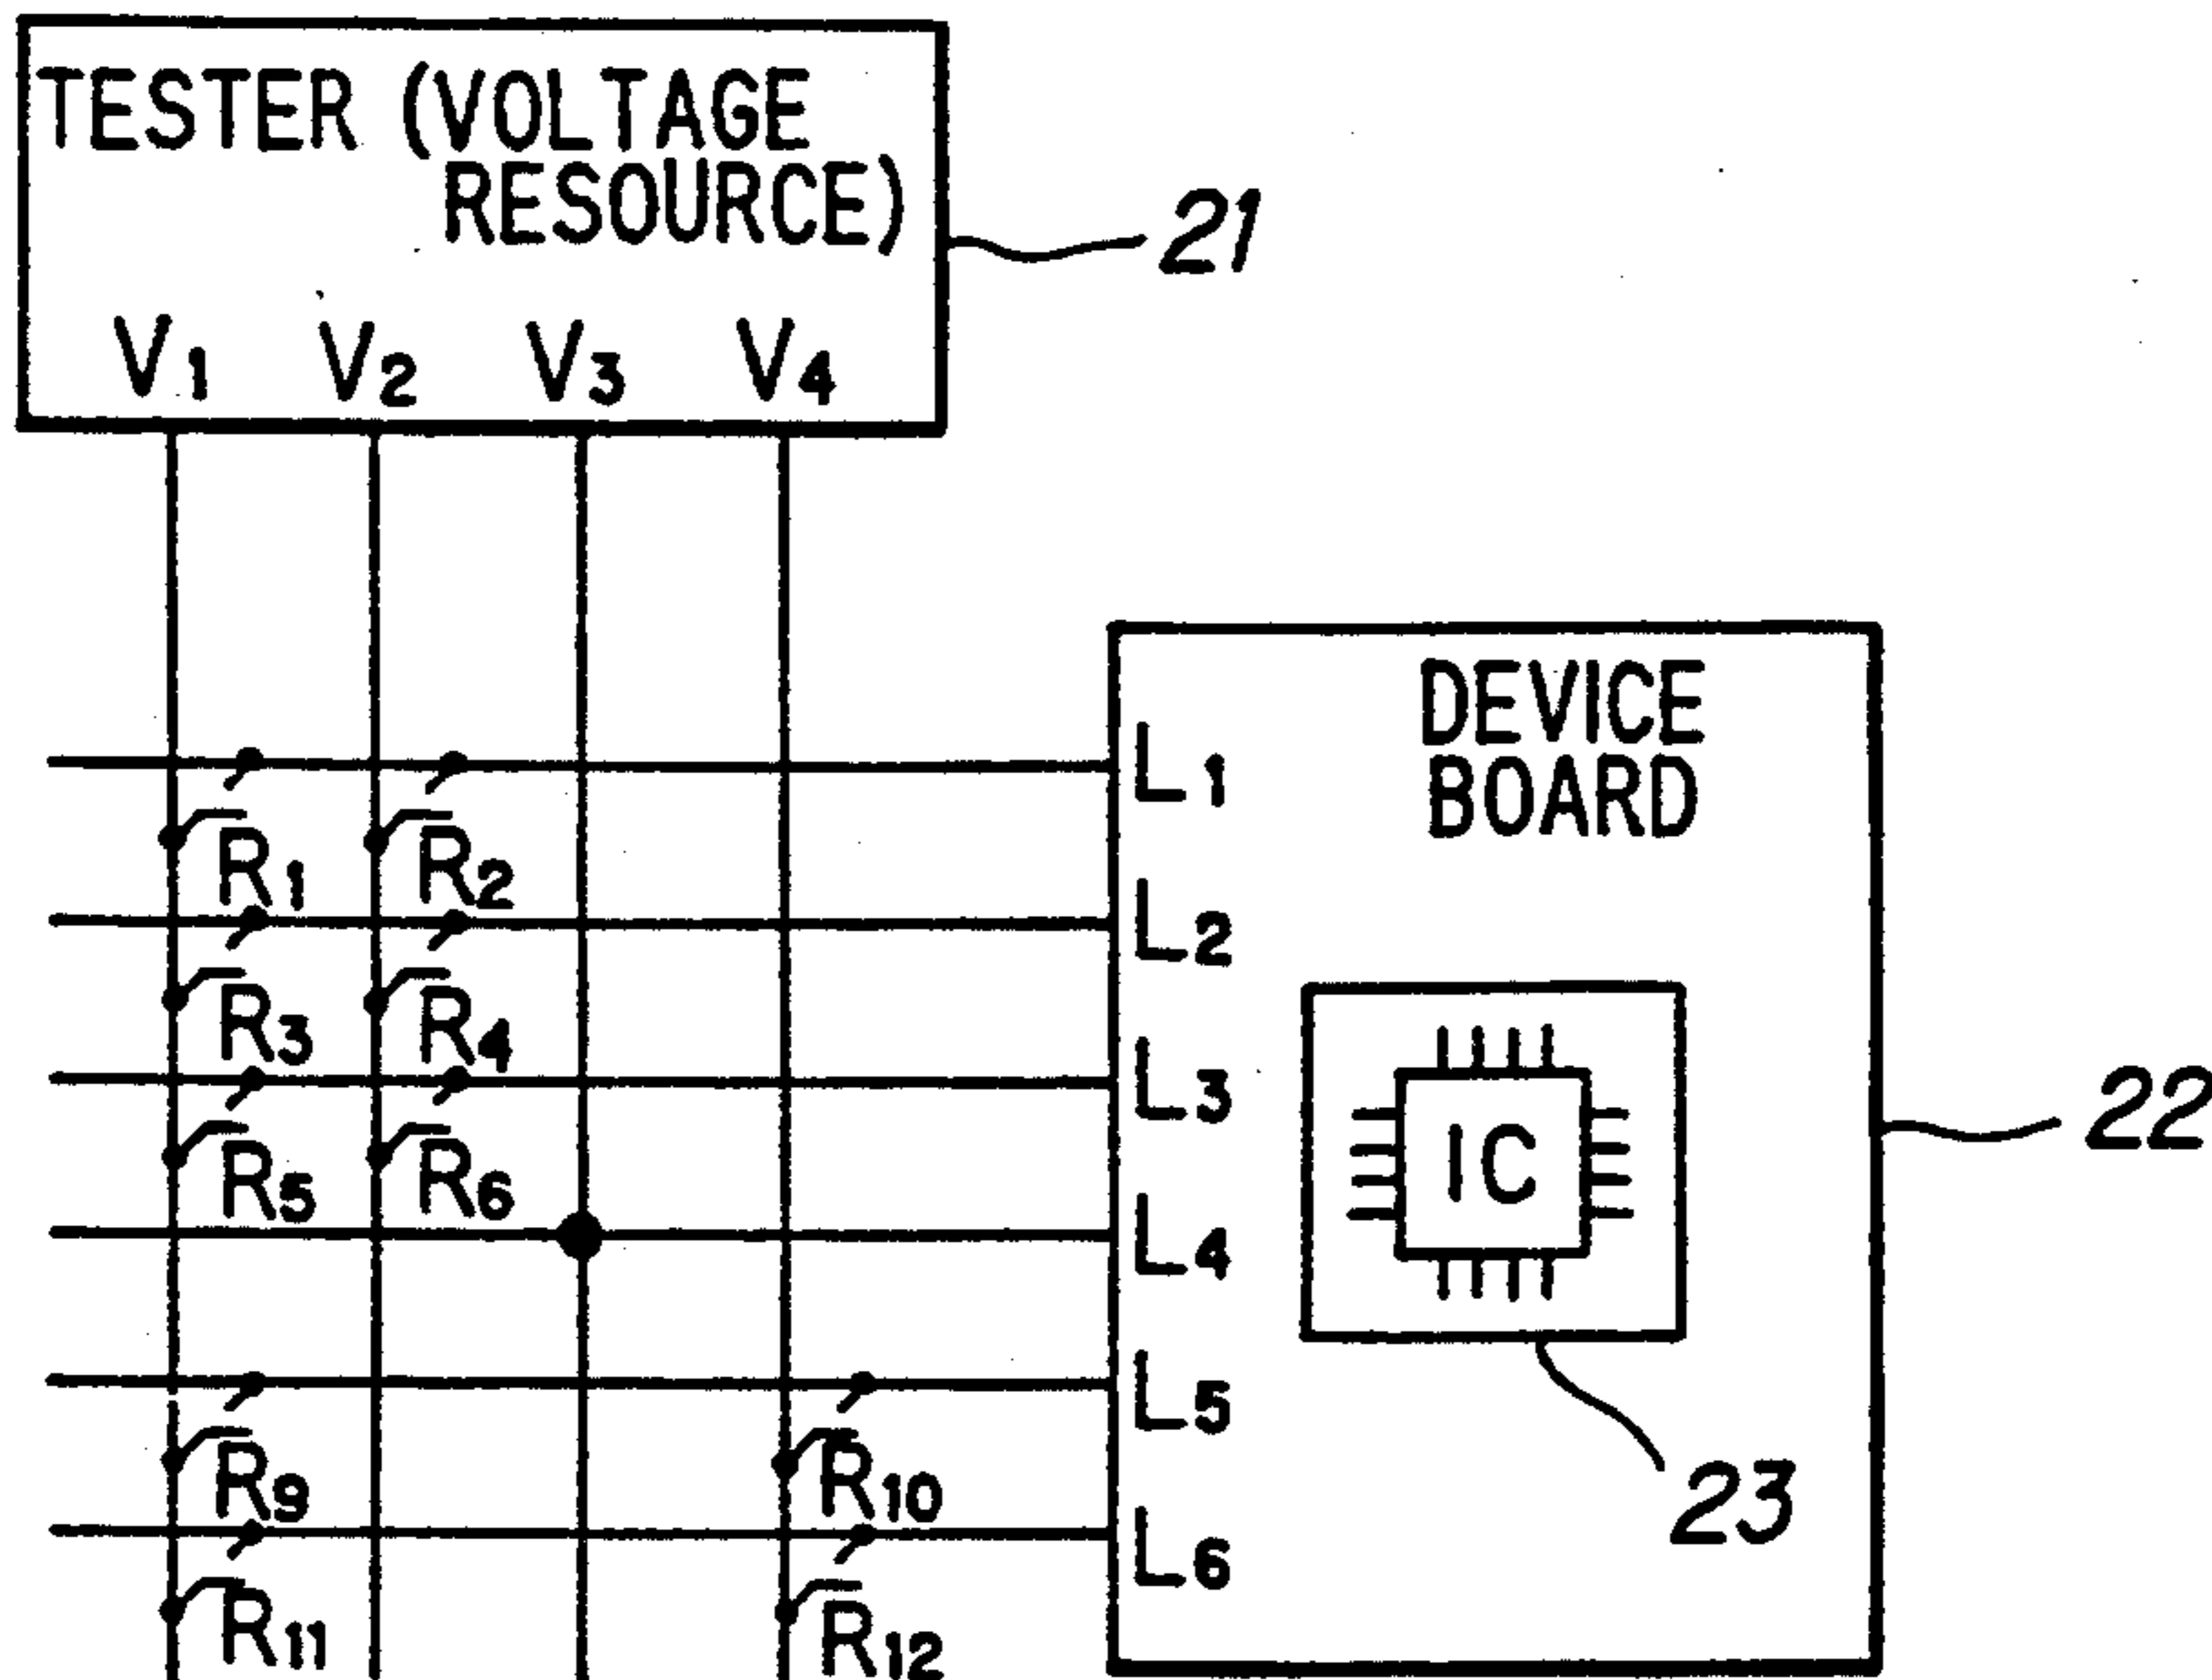 TESTER (VOLTAGE
RESOURCE)
21
V1 V2 V3 V4
DEVICE
BOARD
L1
R1 R2
L2
R3 R4
L3
22
IC
R5 R6
L4
L5
R9 R10
23
L6
R11 R12